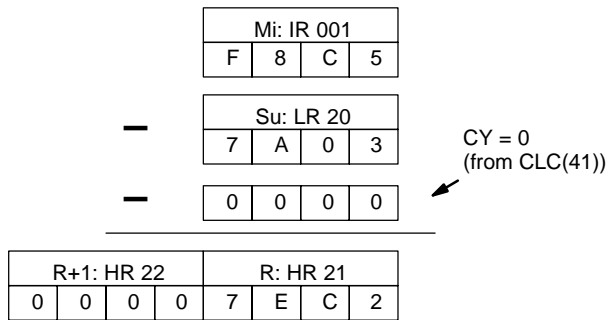 Mi: IR 001
F 8 C 5
– Su: LR 20
7 A 0 3
CY = 0
(from CLC(41))
– 0 0 0 0
R+1: HR 22 R: HR 21
0 0 0 0 7 E C 2